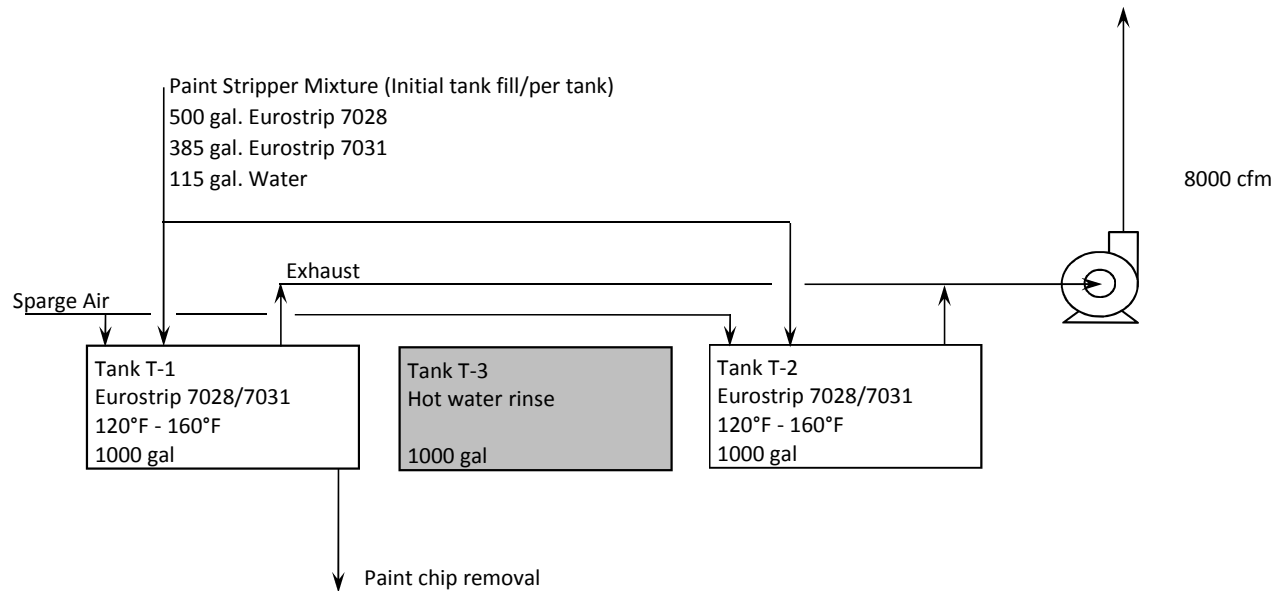 Paint Stripper Mixture (Initial tank fill/per tank)
500 gal. Eurostrip 7028
385 gal. Eurostrip 7031
115 gal. Water
8000 cfm
Exhaust
Sparge Air
Tank T-1
Eurostrip 7028/7031
120°F - 160°F
1000 gal
Tank T-3
Hot water rinse
1000 gal
Tank T-2
Eurostrip 7028/7031
120°F - 160°F
1000 gal
Paint chip removal